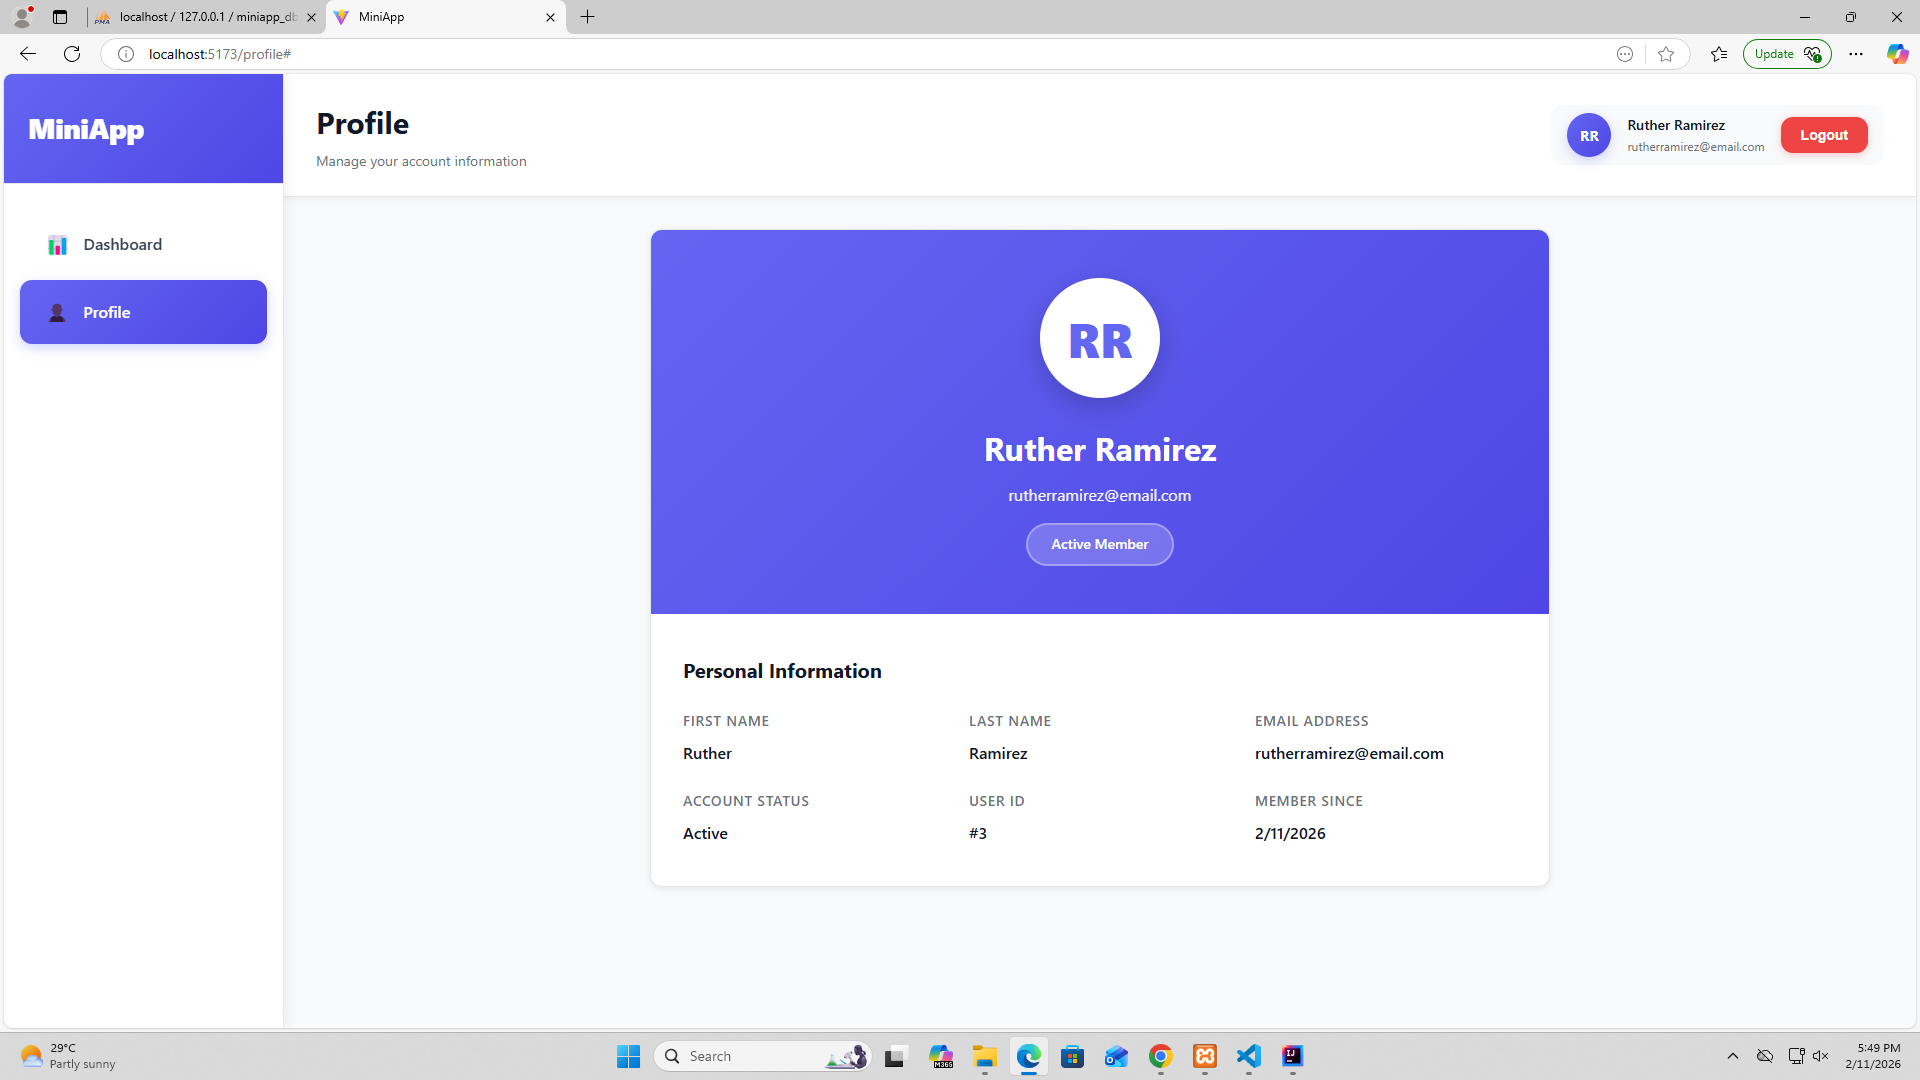 localhost / 127.0.0.1 / miniapp_db
MiniApp
localhost:5173/profile#
Update
MiniApp
Dashboard
Profile
Profile
Manage your account information
RR
Ruther Ramirez
rutherramirez@email.com
Logout
RR
Ruther Ramirez
rutherramirez@email.com
Active Member
Personal Information
FIRST NAME
Ruther
LAST NAME
Ramirez
EMAIL ADDRESS
rutherramirez@email.com
ACCOUNT STATUS
Active
USER ID
#3
MEMBER SINCE
2/11/2026
29°C
Partly sunny
Search
M365
5:49 PM
2/11/2026